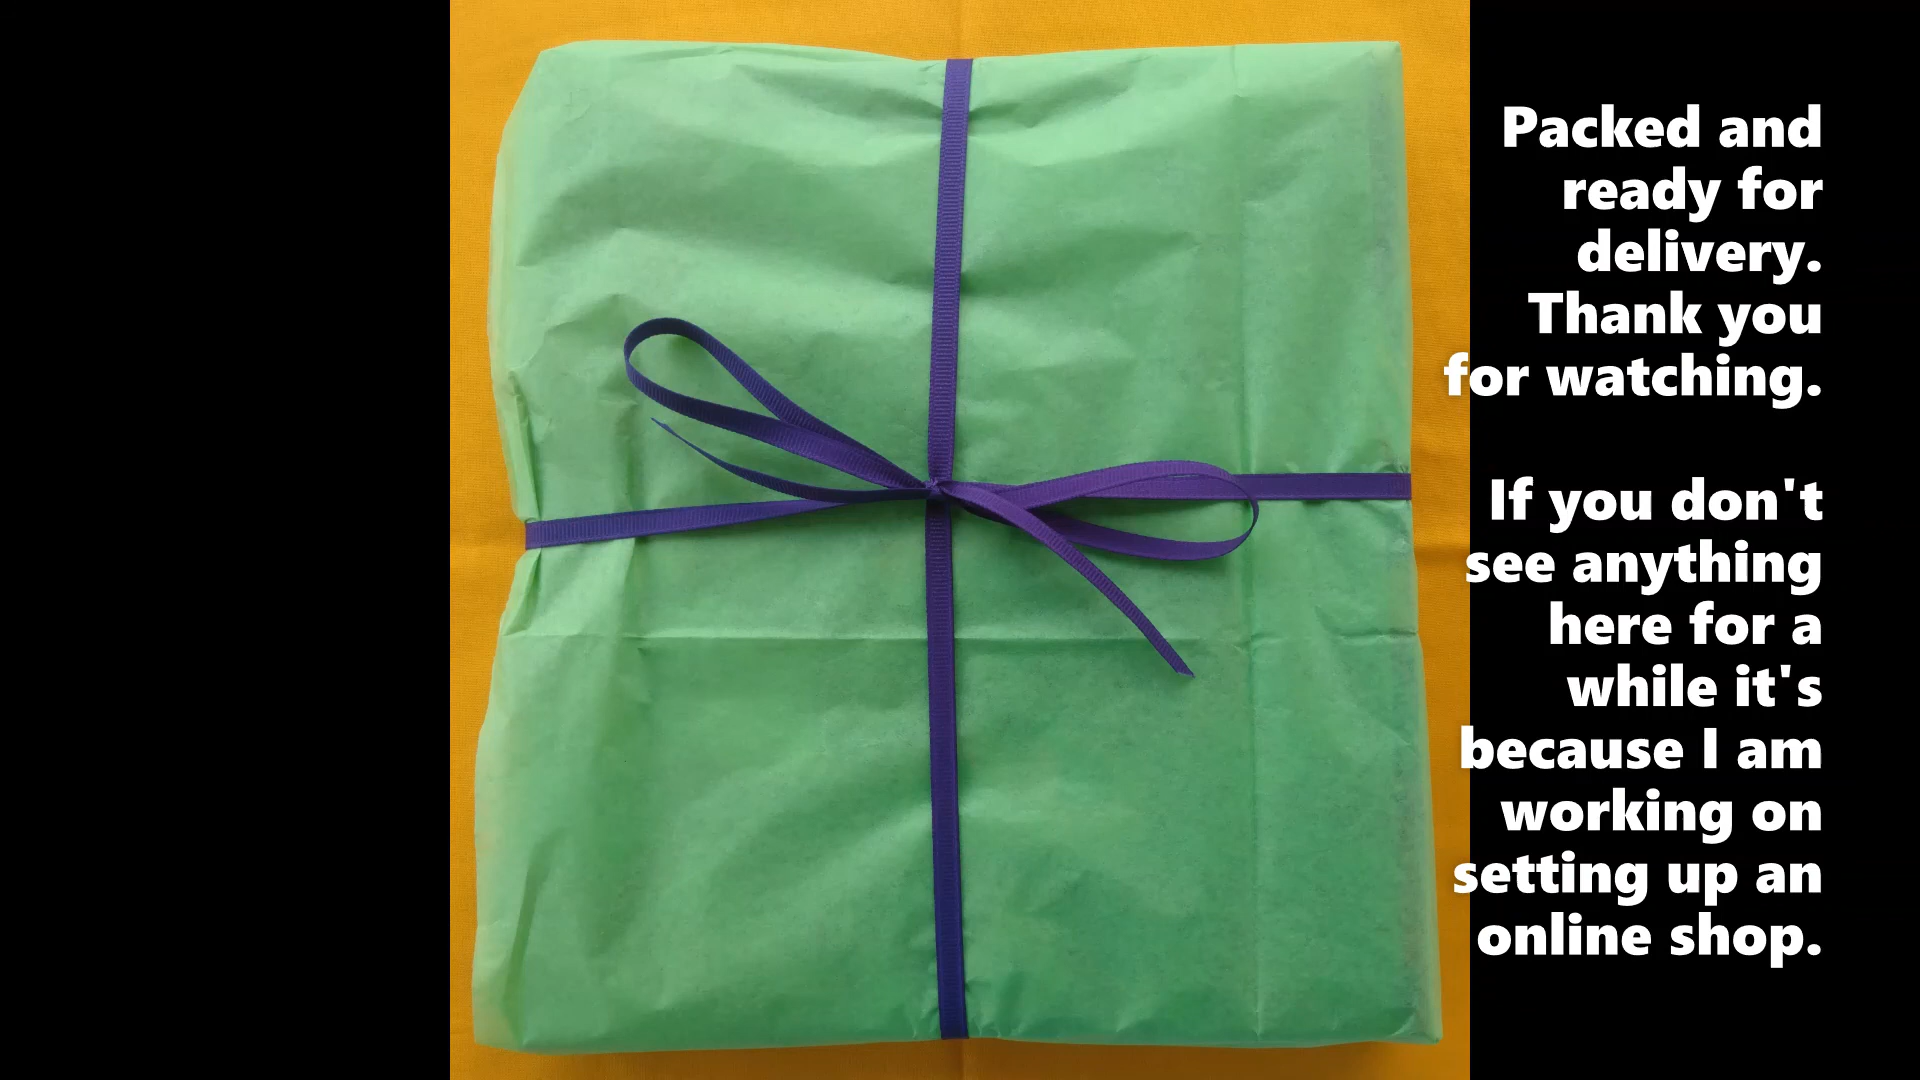 Packed and
ready for
delivery.
Thank you
for watching.
If you don't
see anything
here for a
while it's
because I am
working on
setting up an
online shop.